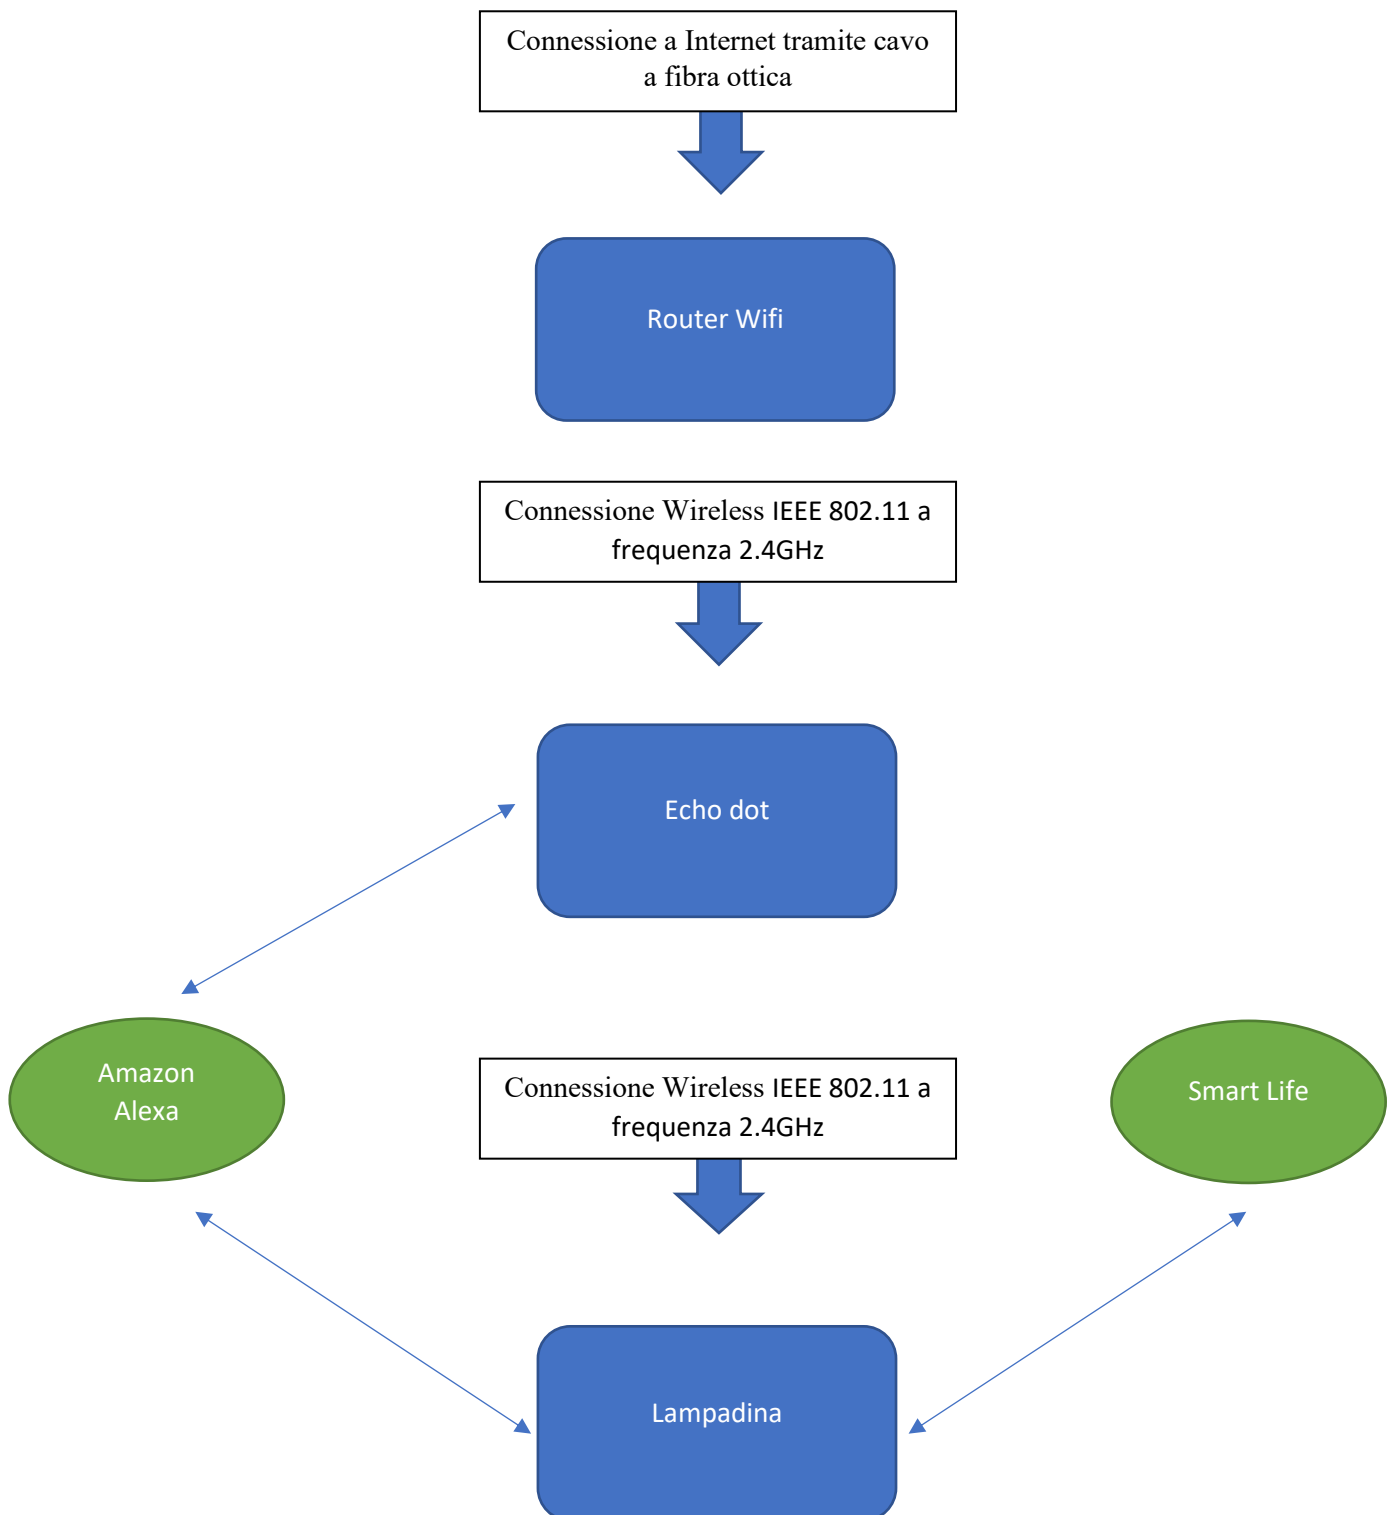 Connessione a Internet tramite cavo
a fibra ottica
Router Wifi
Connessione Wireless IEEE 802.11 a
frequenza 2.4GHz
Echo dot
Amazon
Alexa
Smart Life
Connessione Wireless IEEE 802.11 a
frequenza 2.4GHz
Lampadina